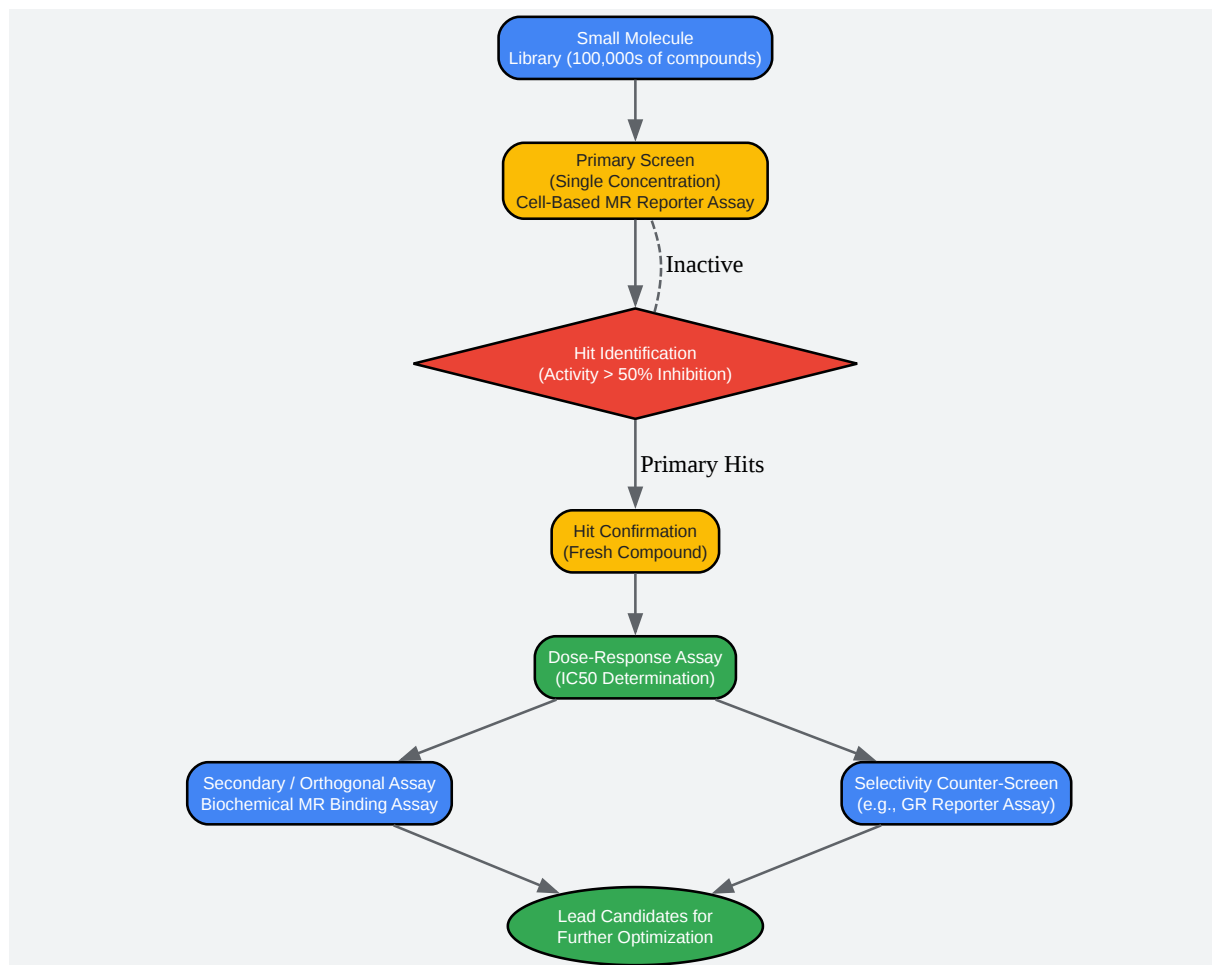 Small Molecule
Library (100,000s of compounds)
Primary Screen
(Single Concentration)
Cell-Based MR Reporter Assay
Inactive
Hit Identification
(Activity > 50% Inhibition)
Primary Hits
Hit Confirmation
(Fresh Compound)
Dose-Response Assay
(IC50 Determination)
Secondary / Orthogonal Assay
Biochemical MR Binding Assay
Selectivity Counter-Screen
(e.g., GR Reporter Assay)
Lead Candidates for
Further Optimization